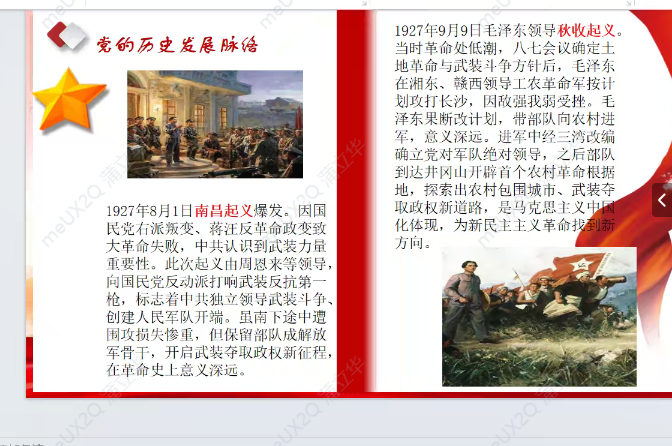 党的历史发展脉络
1927年8月1日南昌起义爆发。因国
民党右派叛变、蒋汪反革命政变致
大革命失败，中共认识到武装力量
重要性。此次起义由周恩来等领导，
向国民党反动派打响武装反抗第一
枪，标志着中共独立领导武装斗争、
创建人民军队开端。虽南下途中遭
围攻损失惨重，但保留部队成解放
军骨干，开启武装夺取政权新征程，
在革命史上意义深远。
1927年9月9日毛泽东领导秋收起义。
当时革命处低潮，八七会议确定土
地革命与武装斗争方针后，毛泽东
在湘东、赣西领导工农革命军按计
划攻打长沙，因敌强我弱受挫。毛
泽东果断改计划，带部队向农村进
军，意义深远。进军中经三湾改编
确立党对军队绝对领导，之后部队
到达井冈山开辟首个农村革命根据
地，探索出农村包围城市、武装夺
取政权新道路，是马克思主义中国
化体现，为新民主主义革命找到新
方向。
meUX2Q 蒲立华